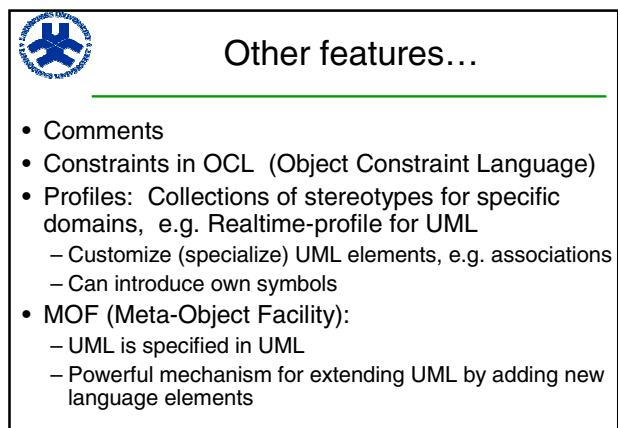 Other features…
• Comments
• Constraints in OCL (Object Constraint Language)
• Profiles: Collections of stereotypes for specific
domains, e.g. Realtime-profile for UML
– Customize (specialize) UML elements, e.g. associations
– Can introduce own symbols
• MOF (Meta-Object Facility):
– UML is specified in UML
– Powerful mechanism for extending UML by adding new
language elements